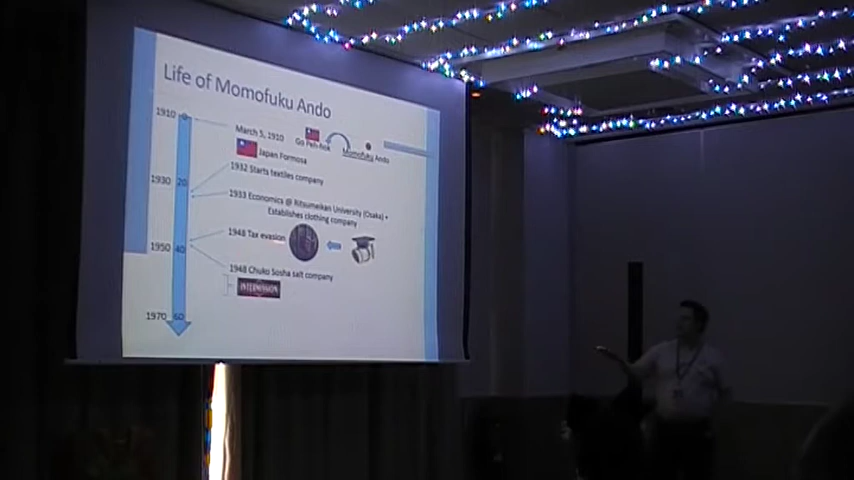 Life of Momofuku Ando
1910
0
March 5, 1910
Go Peh-hok
Momofuku Ando
Japan Formosa
1932 Starts textiles company
1930
20
1933 Economics @ Ritsumeikan University (Osaka) •
Establishes clothing company
1948 Tax evasion
1950
40
1948 Chuko Sosha salt company
INTERMISSION
1970
60